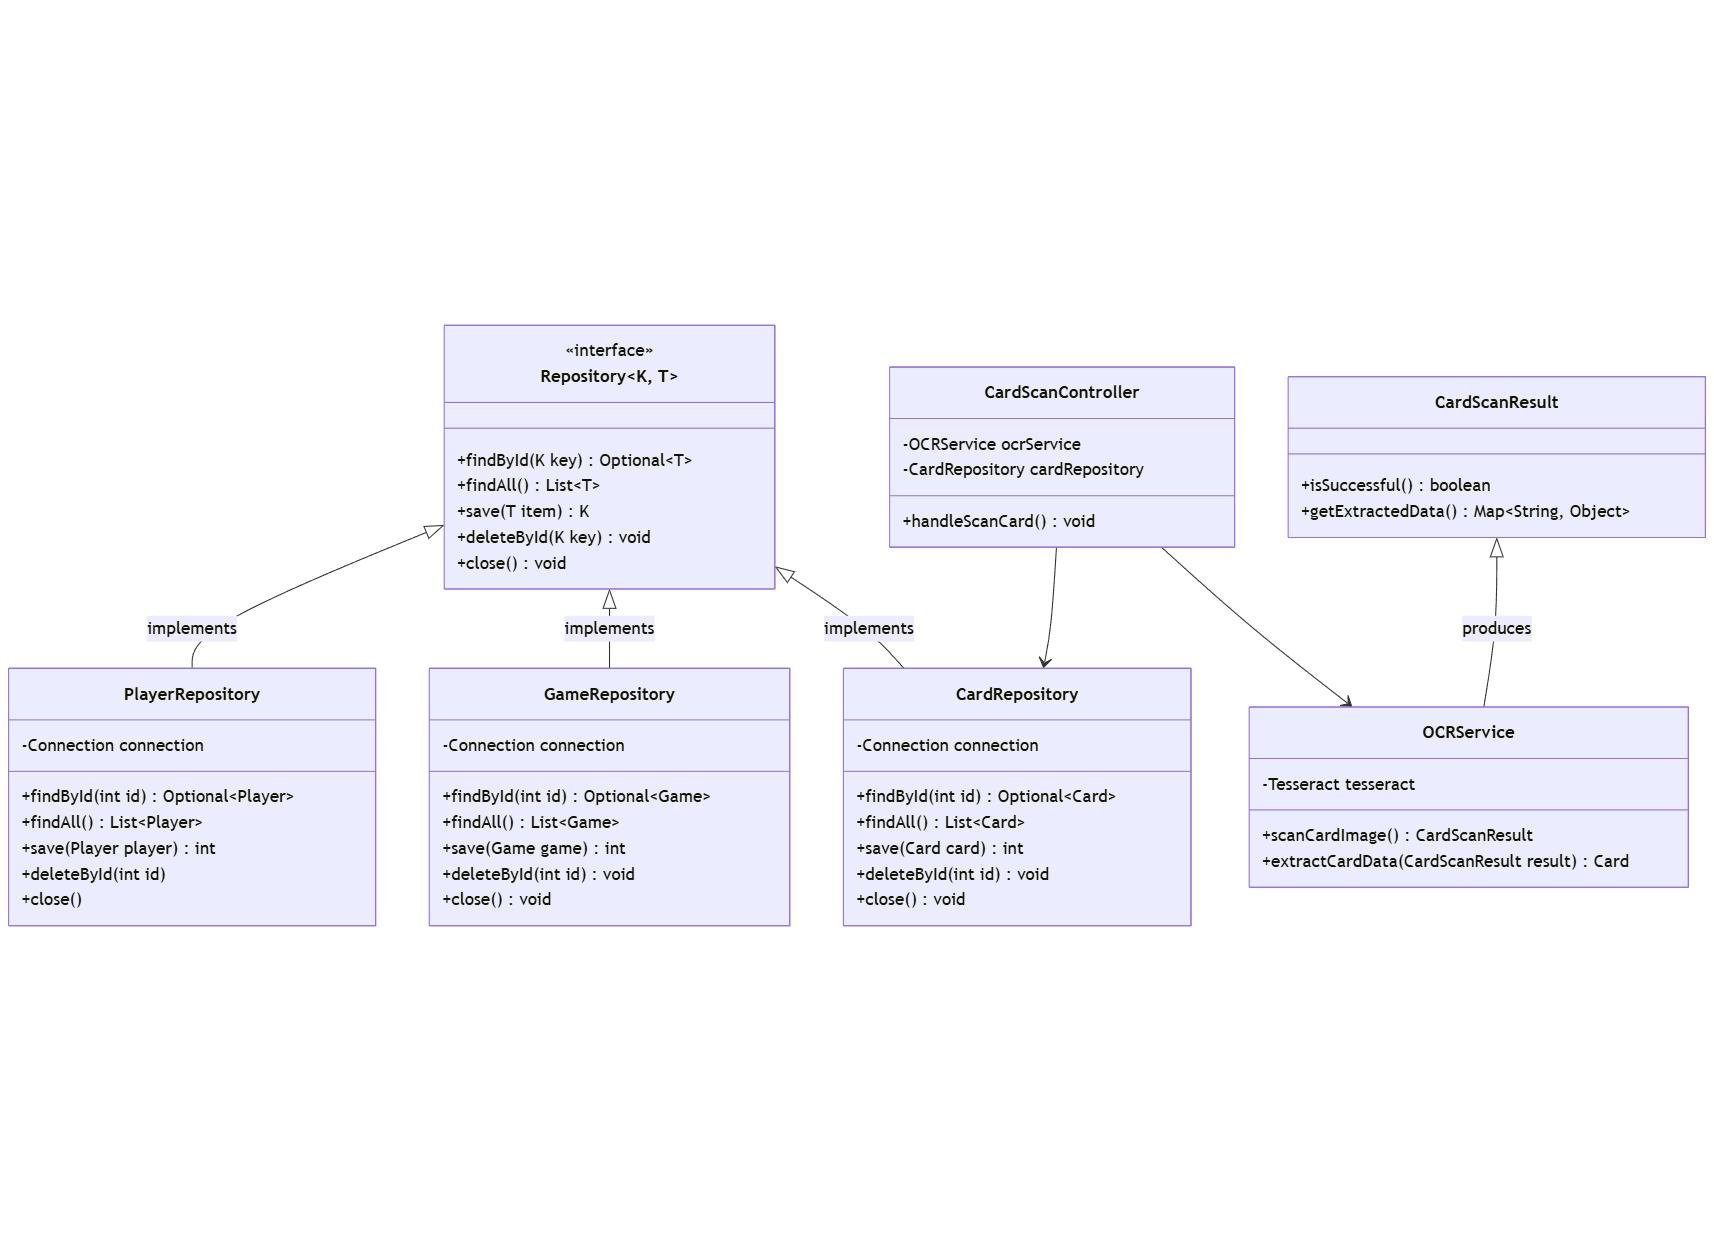 «interface»
Repository<K, T>
+findById(K key) : Optional<T>
+findAll() : List<T>
+save(T item) : K
+deleteById(K key) : void
+close() : void
CardScanController
-OCRService ocrService
-CardRepository cardRepository
+handleScanCard() : void
CardScanResult
+isSuccessful() : boolean
+getExtractedData() : Map<String, Object>
implements
implements
implements
produces
PlayerRepository
-Connection connection
+findById(int id) : Optional<Player>
+findAll() : List<Player>
+save(Player player) : int
+deleteById(int id)
+close()
GameRepository
-Connection connection
+findById(int id) : Optional<Game>
+findAll() : List<Game>
+save(Game game) : int
+deleteById(int id) : void
+close() : void
CardRepository
-Connection connection
+findById(int id) : Optional<Card>
+findAll() : List<Card>
+save(Card card) : int
+deleteById(int id) : void
+close() : void
OCRService
-Tesseract tesseract
+scanCardImage() : CardScanResult
+extractCardData(CardScanResult result) : Card